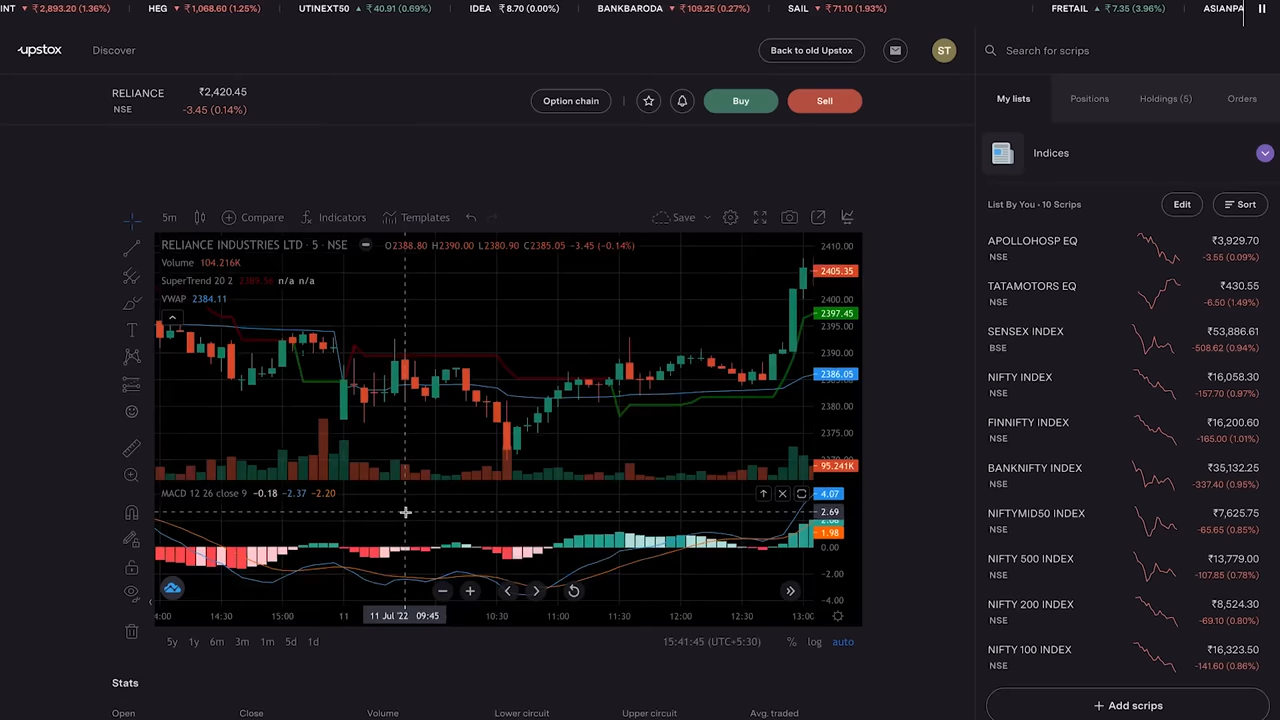 INT ▼ ₹2,893.20 (1.36%) HEG ▼ ₹1,068.60 (1.25%) UTINEXT50 ▲ ₹40.91 (0.69%) IDEA ₹8.70 (0.00%) BANKBARODA ▼ ₹109.25 (0.27%) SAIL ▼ ₹71.10 (1.93%) FRETAIL ▲ ₹7.35 (3.96%) ASIANPA
upstox Discover Back to old Upstox ST
Search for scrips
RELIANCE ₹2,420.45
NSE -3.45 (0.14%)
Option chain Buy Sell
My lists Positions Holdings (5) Orders
Indices
List By You · 10 Scrips Edit Sort
5m Compare Indicators Templates Save
RELIANCE INDUSTRIES LTD · 5 · NSE O2388.80 H2390.00 L2380.90 C2385.05 -3.45 (-0.14%)
Volume 104.216K
SuperTrend 20 2 2389.56 n/a n/a
VWAP 2384.11
2410.00
2405.35
2400.00
2397.45
2395.00
2390.00
2386.05
2380.00
2375.00
95.241K
MACD 12 26 close 9 −0.18 −2.37 −2.20
4.07
2.69
1.98
0.00
−2.00
−4.00
14:30 15:00 11 11 Jul '22 09:45 10:30 11:00 11:30 12:00 12:30 13:00
5y 1y 6m 3m 1m 5d 1d 15:41:45 (UTC+5:30) % log auto
Stats
Open Close Volume Lower circuit Upper circuit Avg. traded
APOLLOHOSP EQ ₹3,929.70
NSE -3.55 (0.09%)
TATAMOTORS EQ ₹430.55
NSE -6.50 (1.49%)
SENSEX INDEX ₹53,886.61
BSE -508.62 (0.94%)
NIFTY INDEX ₹16,058.30
NSE -157.70 (0.97%)
FINNIFTY INDEX ₹16,200.60
NSE -165.00 (1.01%)
BANKNIFTY INDEX ₹35,132.25
NSE -337.40 (0.95%)
NIFTYMID50 INDEX ₹7,625.75
NSE -65.65 (0.85%)
NIFTY 500 INDEX ₹13,779.00
NSE -107.85 (0.78%)
NIFTY 200 INDEX ₹8,524.30
NSE -69.10 (0.80%)
NIFTY 100 INDEX ₹16,323.50
NSE -141.60 (0.86%)
+ Add scrips